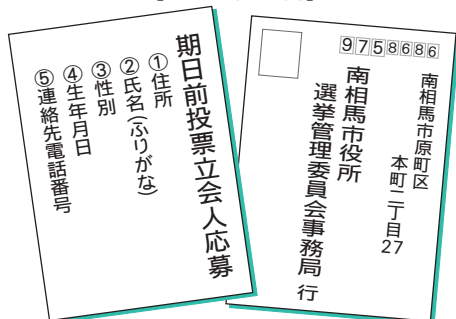 期日前投票立会人応募
①住所
②氏名(ふりがな)
③性別
④生年月日
⑤連絡先電話番号
9758686
南相馬市原町区
本町二丁目27
南相馬市役所
選挙管理委員会事務局 行